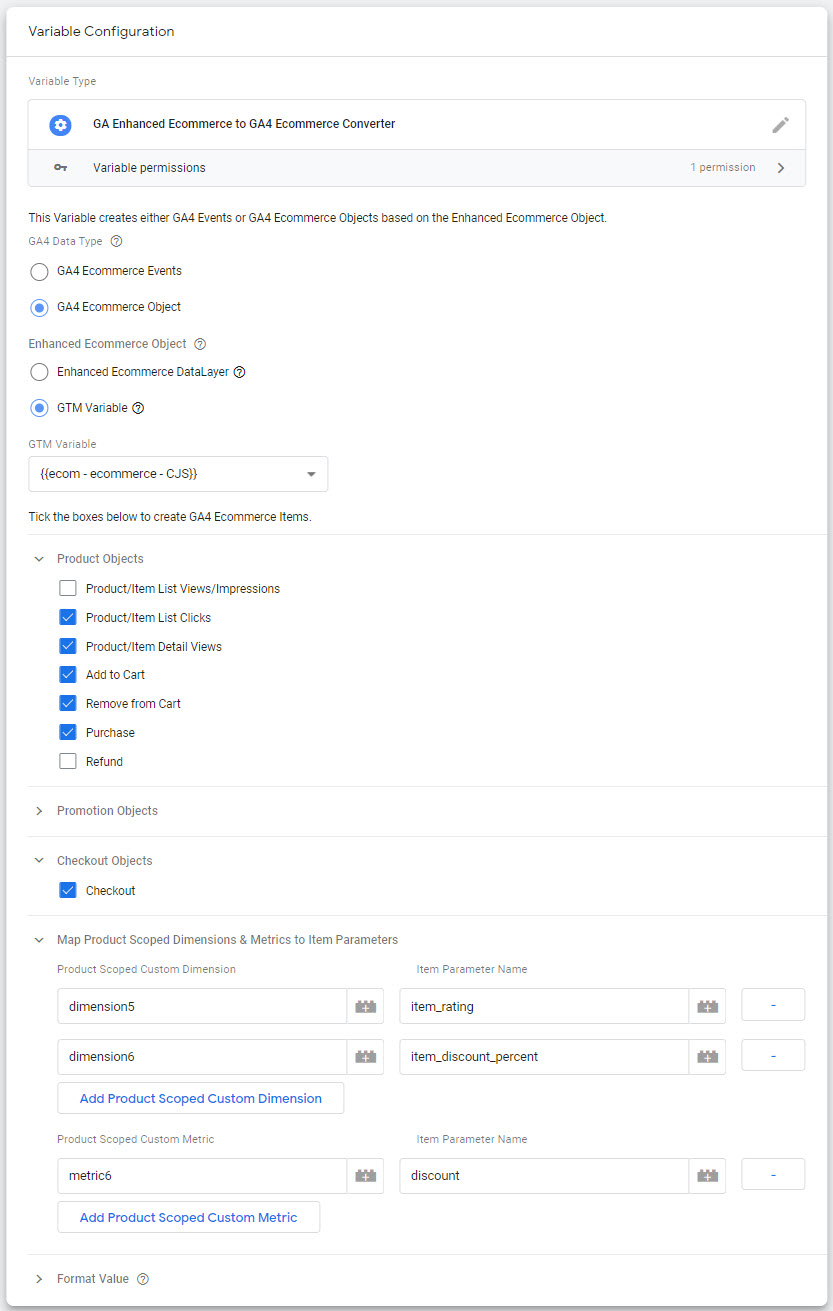 Variable Configuration
Variable Type
GA Enhanced Ecommerce to GA4 Ecommerce Converter
Variable permissions 1 permission
This Variable creates either GA4 Events or GA4 Ecommerce Objects based on the Enhanced Ecommerce Object.
GA4 Data Type
GA4 Ecommerce Events
GA4 Ecommerce Object
Enhanced Ecommerce Object
Enhanced Ecommerce DataLayer
GTM Variable
GTM Variable
{{ecom - ecommerce - CJS}}
Tick the boxes below to create GA4 Ecommerce Items.
Product Objects
Product/Item List Views/Impressions
Product/Item List Clicks
Product/Item Detail Views
Add to Cart
Remove from Cart
Purchase
Refund
Promotion Objects
Checkout Objects
Checkout
Map Product Scoped Dimensions & Metrics to Item Parameters
Product Scoped Custom Dimension Item Parameter Name
dimension5 item_rating -
dimension6 item_discount_percent -
Add Product Scoped Custom Dimension
Product Scoped Custom Metric Item Parameter Name
metric6 discount -
Add Product Scoped Custom Metric
Format Value